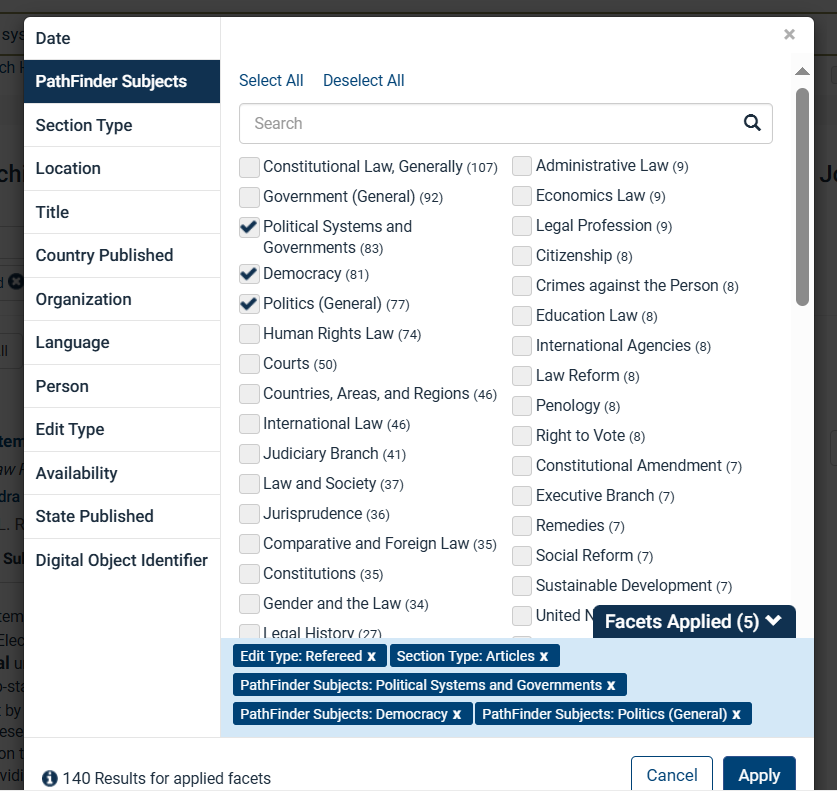 Date
PathFinder Subjects
Section Type
Location
Title
Country Published
Organization
Language
Person
Edit Type
Availability
State Published
Digital Object Identifier
×
Select All Deselect All
Search
Constitutional Law, Generally (107)
Government (General) (92)
Political Systems and
Governments (83)
Democracy (81)
Politics (General) (77)
Human Rights Law (74)
Courts (50)
Countries, Areas, and Regions (46)
International Law (46)
Judiciary Branch (41)
Law and Society (37)
Jurisprudence (36)
Comparative and Foreign Law (35)
Constitutions (35)
Gender and the Law (34)
Legal History (27)
Administrative Law (9)
Economics Law (9)
Legal Profession (9)
Citizenship (8)
Crimes against the Person (8)
Education Law (8)
International Agencies (8)
Law Reform (8)
Penology (8)
Right to Vote (8)
Constitutional Amendment (7)
Executive Branch (7)
Remedies (7)
Social Reform (7)
Sustainable Development (7)
United N
Facets Applied (5)
Edit Type: Refereed x Section Type: Articles x
PathFinder Subjects: Political Systems and Governments x
PathFinder Subjects: Democracy x PathFinder Subjects: Politics (General) x
140 Results for applied facets
Cancel Apply